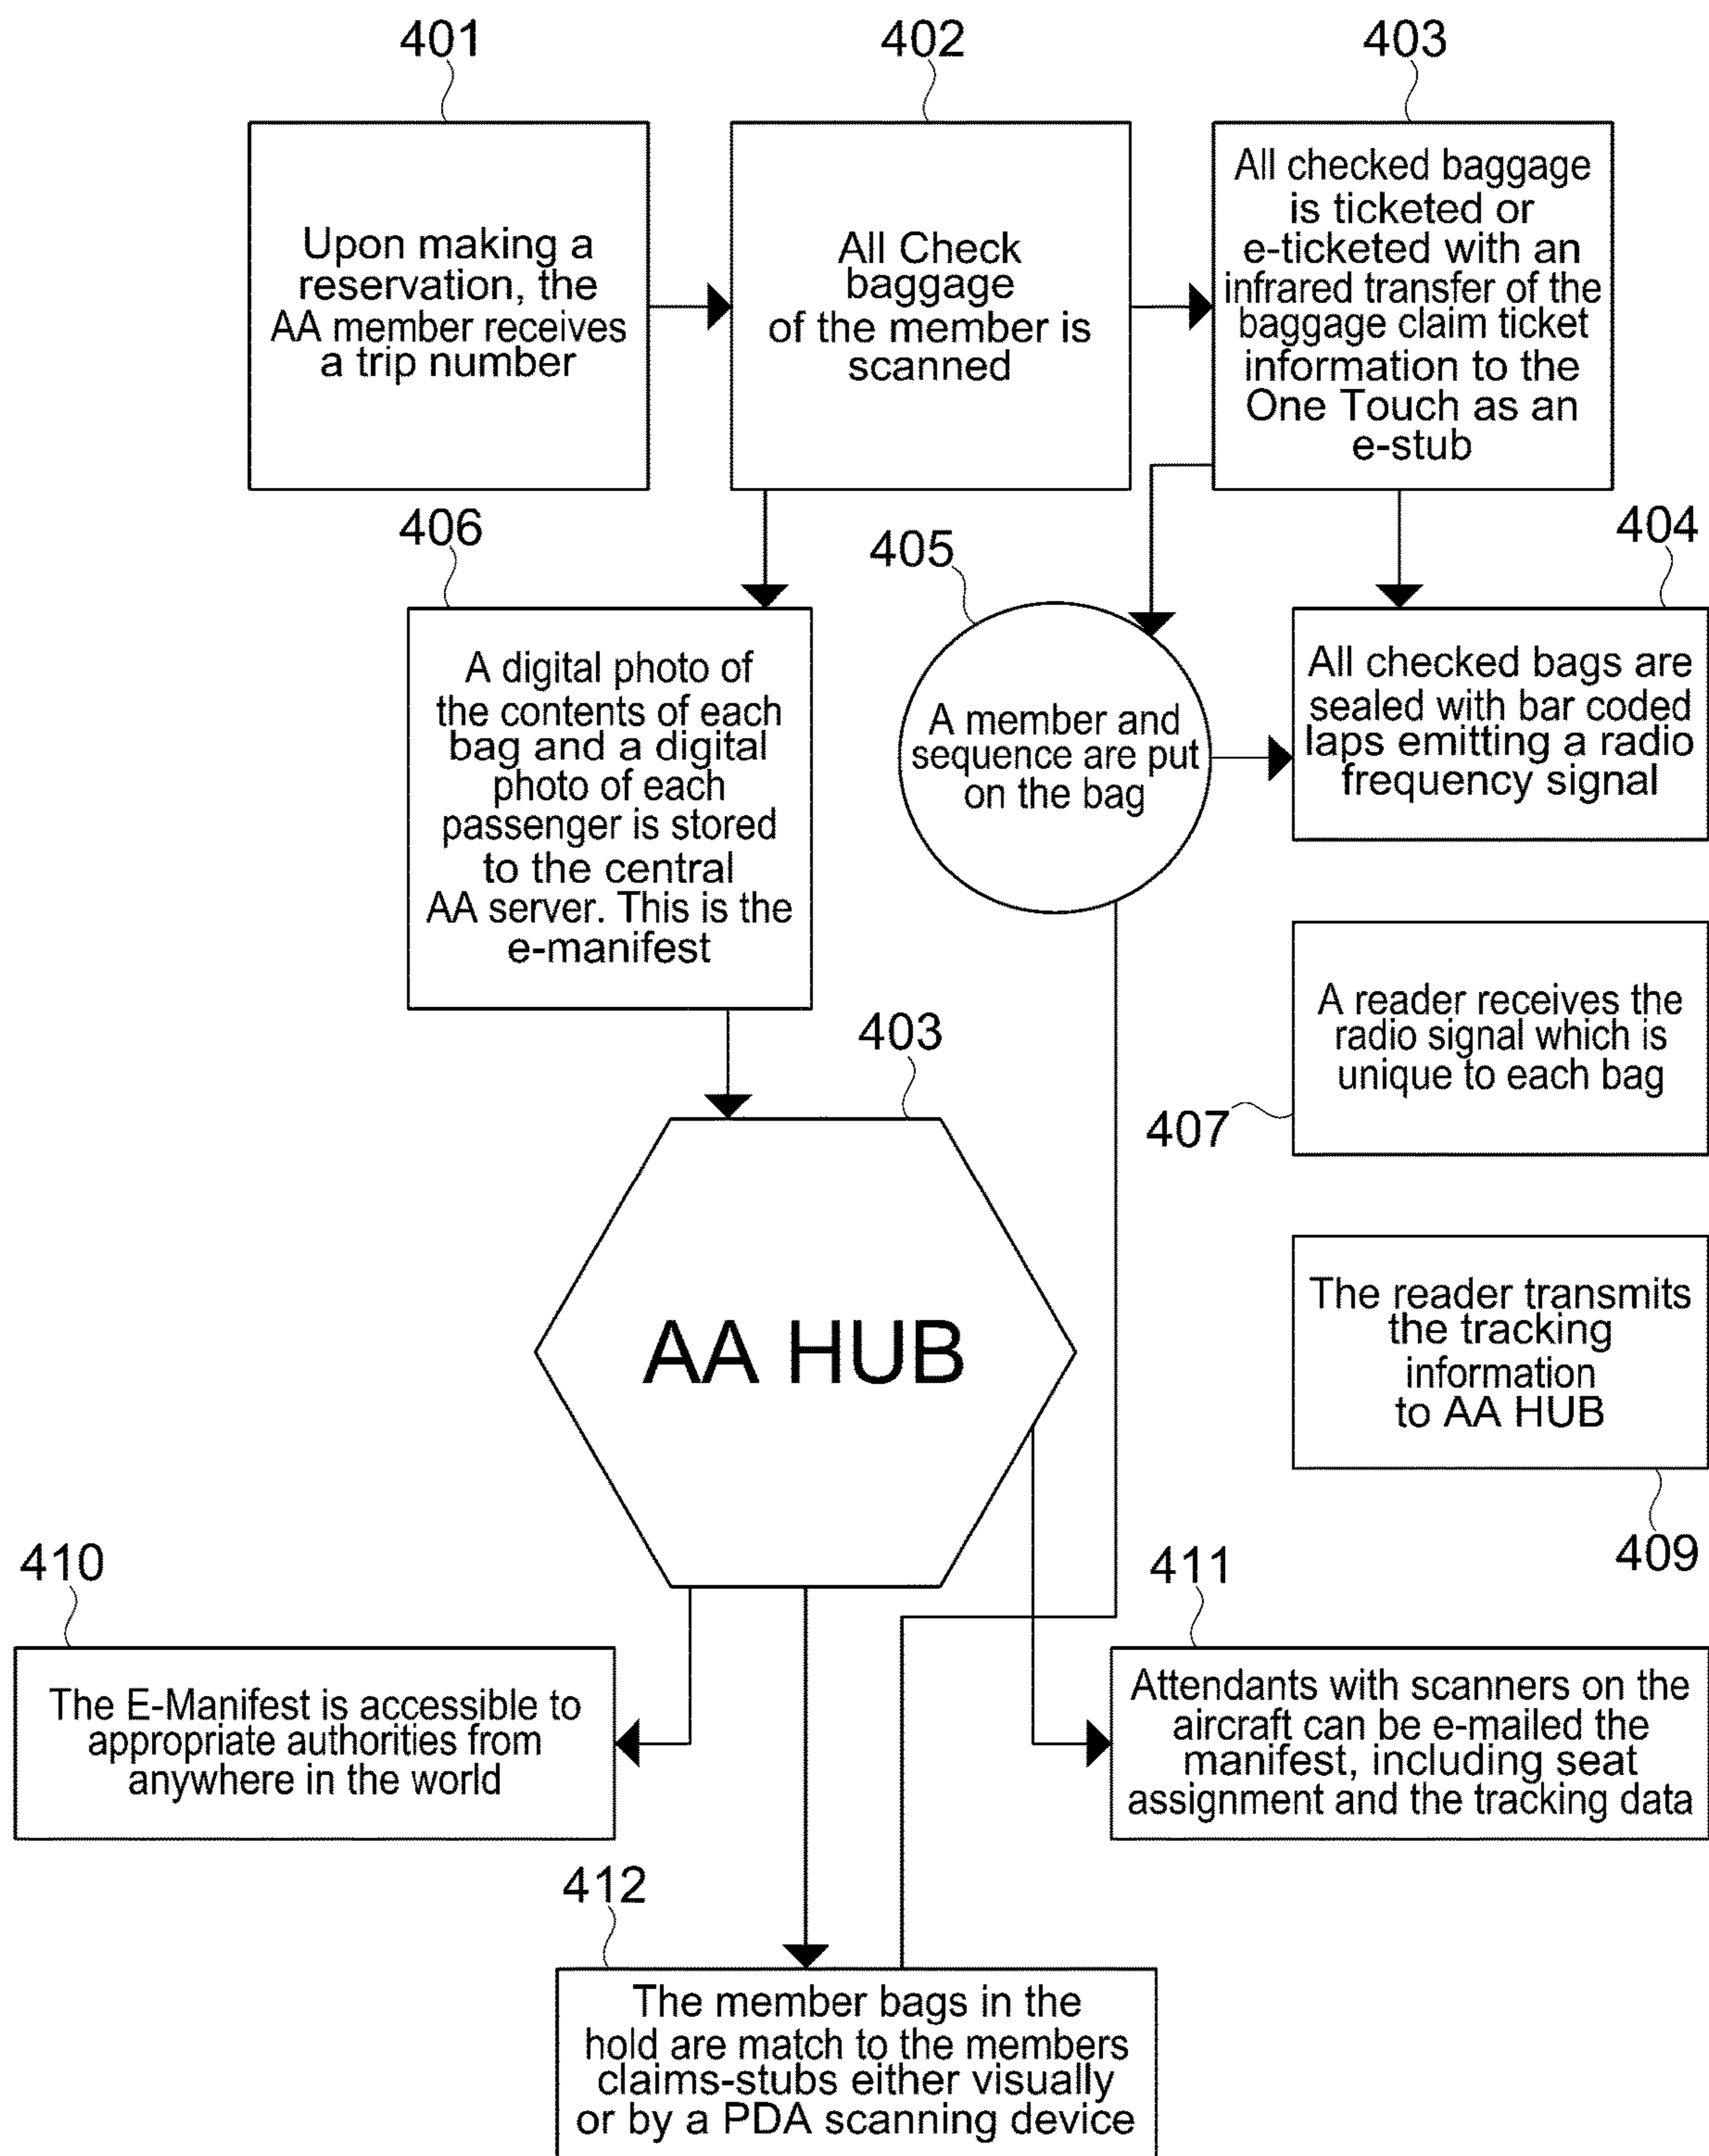 401
402
403
Upon making a
reservation, the
AA member receives
a trip number
All Check
baggage
of the member is
scanned
All checked baggage
is ticketed or
e-ticketed with an
infrared transfer of the
baggage claim ticket
information to the
One Touch as an
e-stub
406
405
404
A digital photo of
the contents of each
bag and a digital
photo of each
passenger is stored
to the central
AA server. This is the
e-manifest
A member and
sequence are put
on the bag
All checked bags are
sealed with bar coded
laps emitting a radio
frequency signal
A reader receives the
radio signal which is
unique to each bag
407
403
AA HUB
The reader transmits
the tracking
information
to AA HUB
409
410
411
The E-Manifest is accessible to
appropriate authorities from
anywhere in the world
Attendants with scanners on the
aircraft can be e-mailed the
manifest, including seat
assignment and the tracking data
412
The member bags in the
hold are match to the members
claims-stubs either visually
or by a PDA scanning device